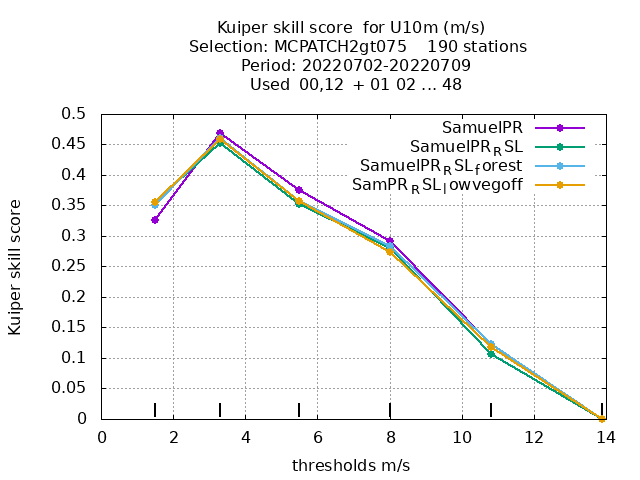 Kuiper skill score  for U10m (m/s)
Selection: MCPATCH2gt075    190 stations
Period: 20220702-20220709
Used  00,12  + 01 02 ... 48
SamuelPR
SamuelPR_RSL
SamuelPR_RSL_forest
SamPR_RSL_lowvegoff
Kuiper skill score
0.5
0.45
0.4
0.35
0.3
0.25
0.2
0.15
0.1
0.05
0
0 2 4 6 8 10 12 14
thresholds m/s